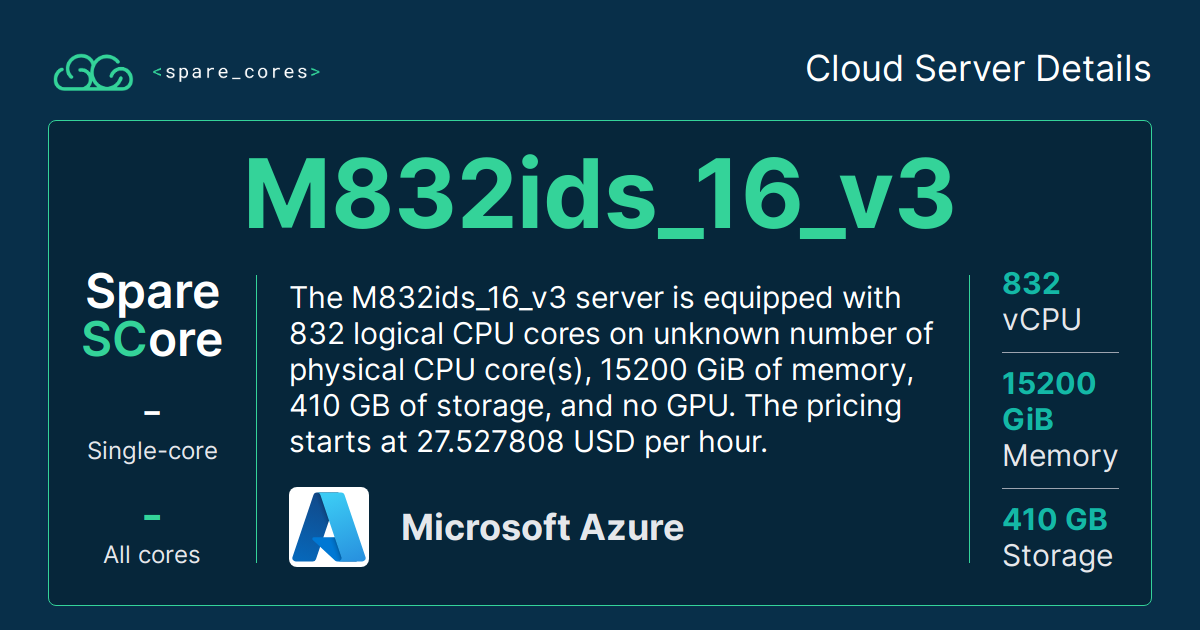 <spare_cores>
Cloud Server Details
M832ids_16_v3
Spare
SCore
–
Single-core
–
All cores
The M832ids_16_v3 server is equipped with
832 logical CPU cores on unknown number of
physical CPU core(s), 15200 GiB of memory,
410 GB of storage, and no GPU. The pricing
starts at 27.527808 USD per hour.
Microsoft Azure
832
vCPU
15200
GiB
Memory
410 GB
Storage